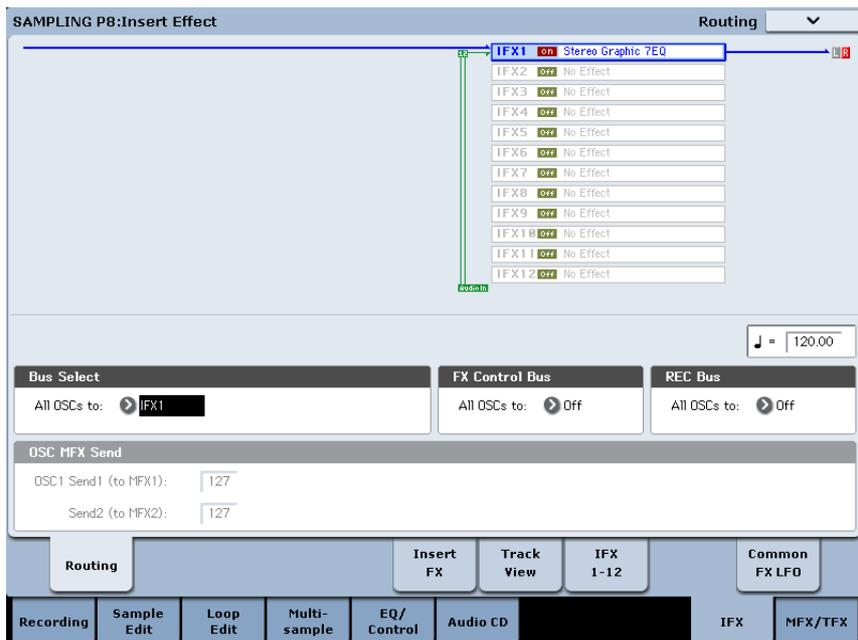 SAMPLING P8:Insert Effect Routing
IFX1 On Stereo Graphic 7EQ L R
IFX2 Off No Effect
IFX3 Off No Effect
IFX4 Off No Effect
IFX5 Off No Effect
IFX6 Off No Effect
IFX7 Off No Effect
IFX8 Off No Effect
IFX9 Off No Effect
IFX10 Off No Effect
IFX11 Off No Effect
IFX12 Off No Effect
Audio In
♩ = 120.00
Bus Select FX Control Bus REC Bus
All OSCs to: IFX1 All OSCs to: Off All OSCs to: Off
OSC MFX Send
OSC1 Send1 (to MFX1): 127
Send2 (to MFX2): 127
Routing Insert FX Track View IFX 1-12 Common FX LFO
Recording Sample Edit Loop Edit Multi-sample EQ/Control Audio CD IFX MFX/TFX